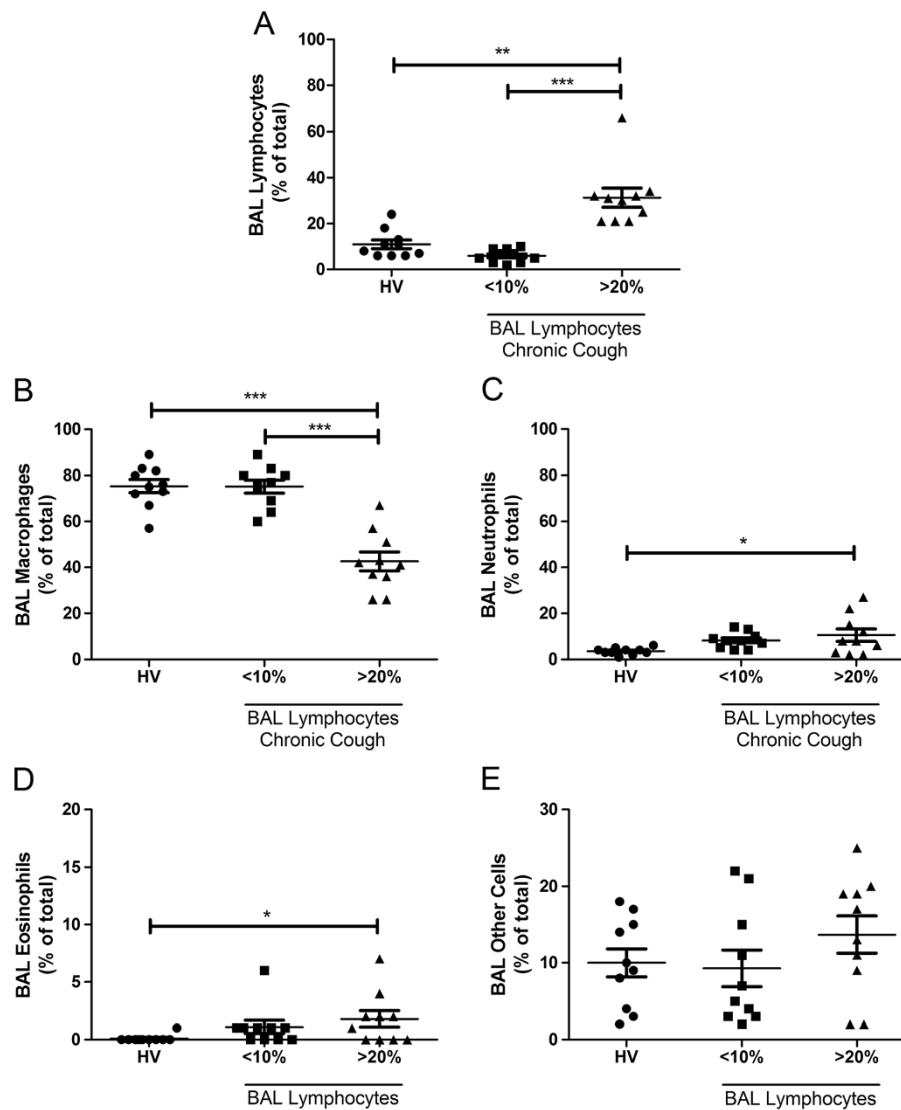 A
BAL Lymphocytes
(% of total)
100
80
60
40
20
0
**
***
HV
<10%
>20%
BAL Lymphocytes
Chronic Cough
B
BAL Macrophages
(% of total)
100
80
60
40
20
0
***
***
HV
<10%
>20%
BAL Lymphocytes
Chronic Cough
C
BAL Neutrophils
(% of total)
100
80
60
40
20
0
*
HV
<10%
>20%
BAL Lymphocytes
Chronic Cough
D
BAL Eosinophils
(% of total)
20
15
10
5
0
*
HV
<10%
>20%
BAL Lymphocytes
E
BAL Other Cells
(% of total)
30
20
10
0
HV
<10%
>20%
BAL Lymphocytes